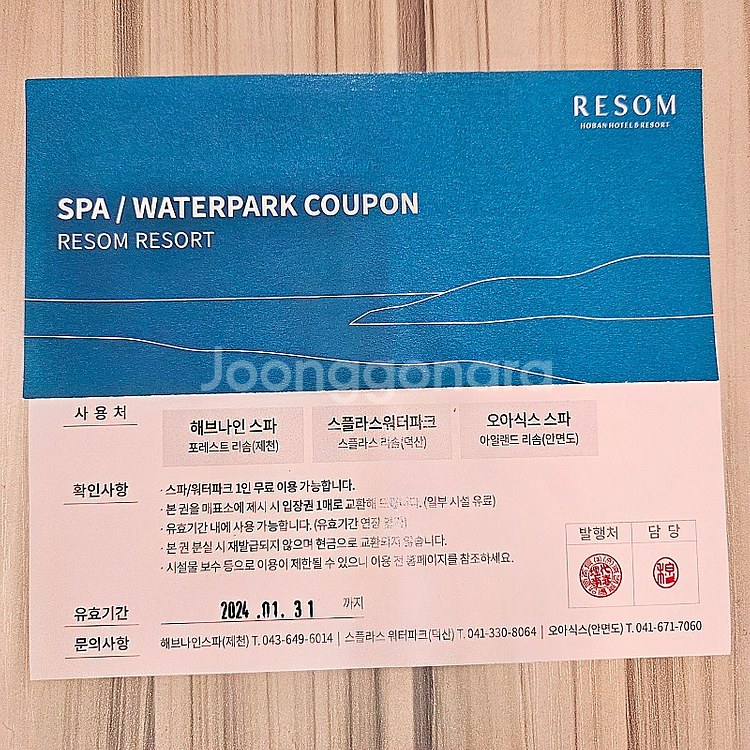 RESOM
HOBAN HOTEL & RESORT
SPA / WATERPARK COUPON
RESOM RESORT
Joonggonara
사용처
해브나인 스파
포레스트 리솜(제천)
스플라스워터파크
스플라스 리솜(덕산)
오아식스 스파
아일랜드 리솜(안면도)
확인사항
· 스파/워터파크 1인 무료 이용 가능합니다.
· 본 권을 매표소에 제시 시 입장권 1매로 교환해 드립니다. (일부 시설 유료)
· 유효기간 내에 사용 가능합니다. (유효기간 연장 불가)
· 본 권 분실 시 재발급되지 않으며 현금으로 교환되지 않습니다.
· 시설물 보수 등으로 이용이 제한될 수 있으니 이용 전 홈페이지를 참조하세요.
발행처
담 당
유효기간
2024.01.31 까지
문의사항
해브나인스파(제천) T. 043-649-6014 | 스플라스 워터파크(덕산) T. 041-330-8064 | 오아식스(안면도) T. 041-671-7060